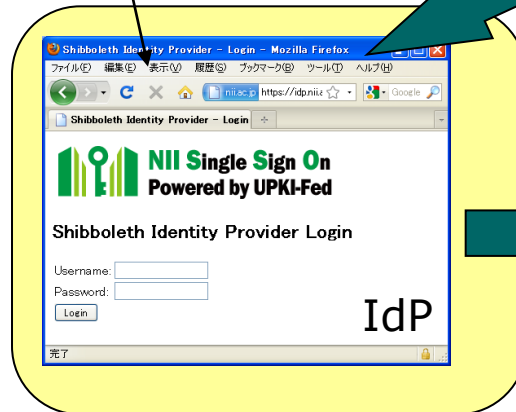 Shibboleth Identity Provider - Login - Mozilla Firefox
ファイル(F) 編集(E) 表示(V) 履歴(S) ブックマーク(B) ツール(T) ヘルプ(H)
nii.ac.jp https://idp.nii.a Google
Shibboleth Identity Provider - Login
NII Single Sign On
Powered by UPKI-Fed
Shibboleth Identity Provider Login
Username:
Password:
Login
IdP
完了